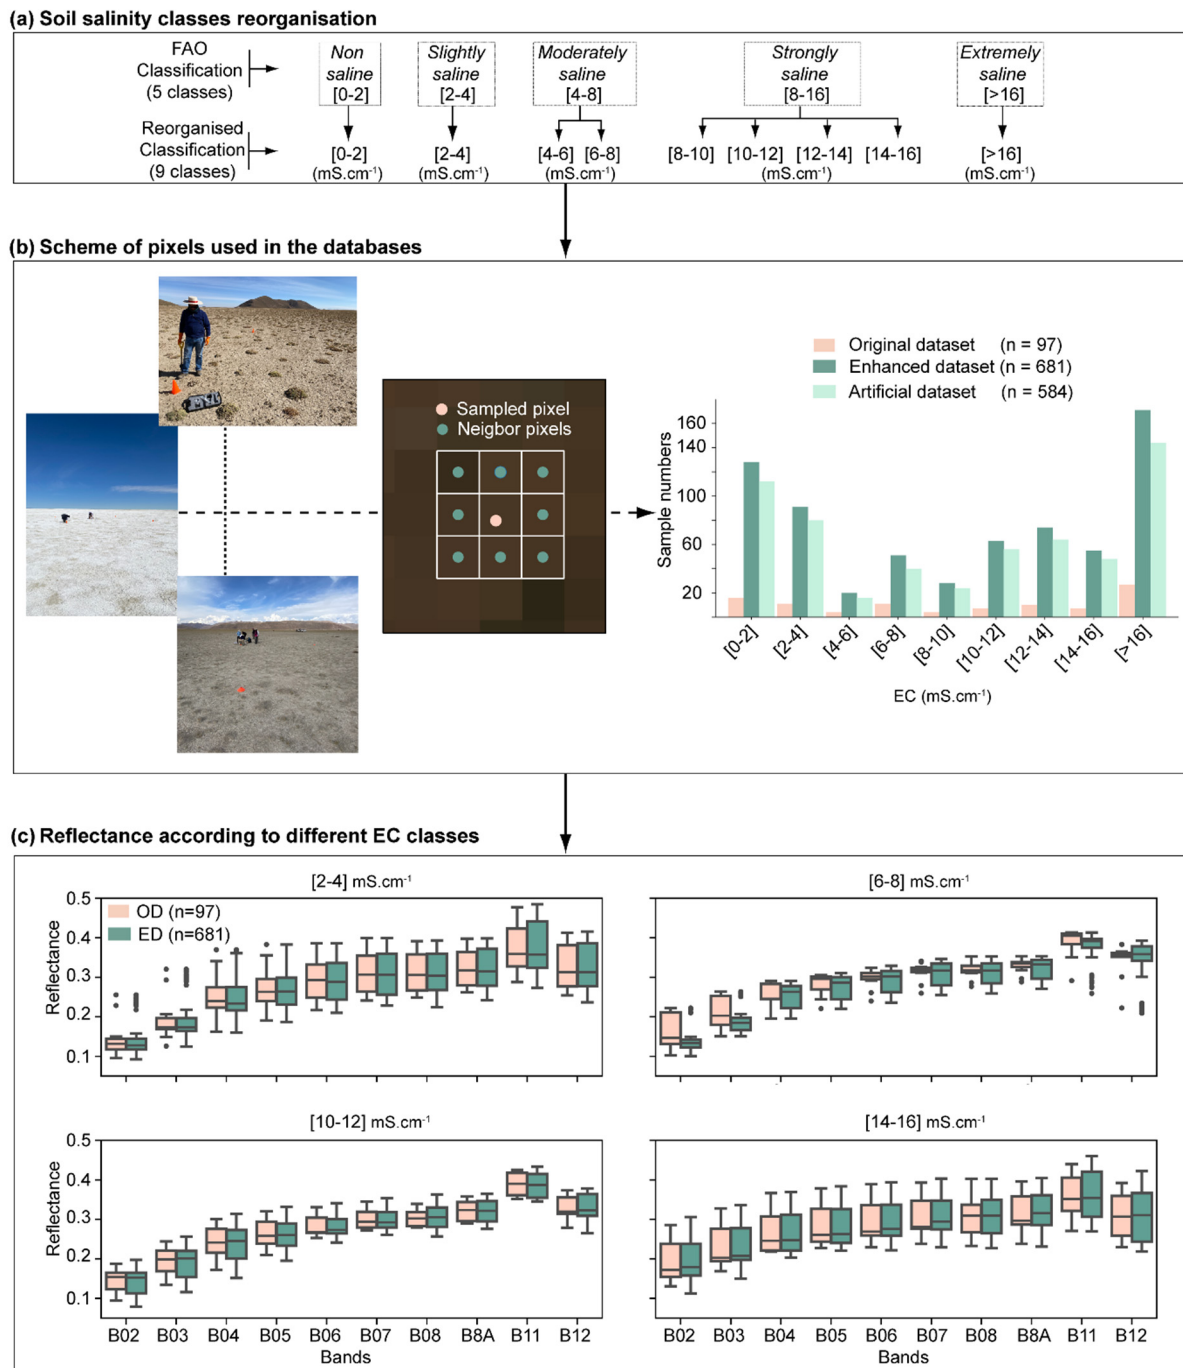 (a) Soil salinity classes reorganisation
FAO
Classification
(5 classes)
Non
saline
[0-2]
Slightly
saline
[2-4]
Moderately
saline
[4-8]
Strongly
saline
[8-16]
Extremely
saline
[>16]
Reorganised
Classification
(9 classes)
[0-2]
(mS.cm⁻¹)
[2-4]
(mS.cm⁻¹)
[4-6] [6-8]
(mS.cm⁻¹)
[8-10] [10-12] [12-14] [14-16]
(mS.cm⁻¹)
[>16]
(mS.cm⁻¹)
(b) Scheme of pixels used in the databases
Sampled pixel
Neigbor pixels
Original dataset (n = 97)
Enhanced dataset (n = 681)
Artificial dataset (n = 584)
Sample numbers
160
100
60
20
[0-2] [2-4] [4-6] [6-8] [8-10] [10-12] [12-14] [14-16] [>16]
EC (mS.cm⁻¹)
(c) Reflectance according to different EC classes
[2-4] mS.cm⁻¹
OD (n=97)
ED (n=681)
Reflectance
0.5
0.4
0.3
0.2
0.1
[6-8] mS.cm⁻¹
[10-12] mS.cm⁻¹
Reflectance
0.5
0.4
0.3
0.2
0.1
B02 B03 B04 B05 B06 B07 B08 B8A B11 B12
Bands
[14-16] mS.cm⁻¹
B02 B03 B04 B05 B06 B07 B08 B8A B11 B12
Bands